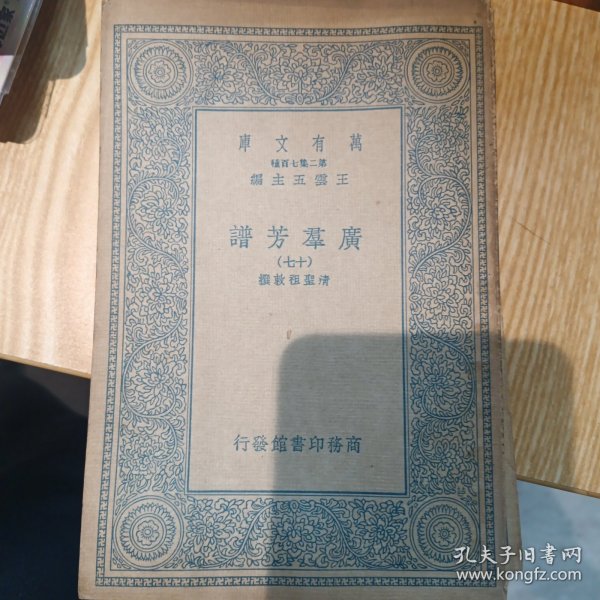 萬有文庫
第二集七百種
王雲五主編
廣羣芳譜
(十七)
清聖祖敕撰
商務印書館發行
孔夫子旧书网
www.kongfz.com